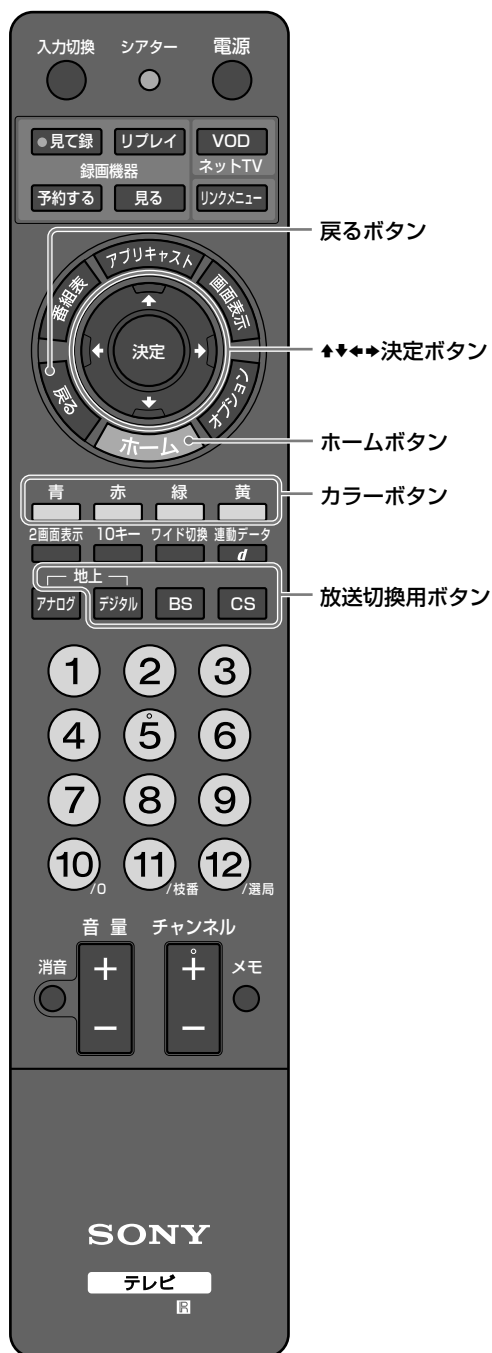 入力切換 シアター 電源
●見て録 リプレイ VOD
録画機器 ネットTV
予約する 見る リンクメニュー
戻るボタン
アプリキャスト
番組表 画面表示
決定
戻る オプション
ホーム
決定ボタン
ホームボタン
青 赤 緑 黄
カラーボタン
2画面表示 10キー ワイド切換 連動データ
d
地上
アナログ デジタル BS CS
放送切換用ボタン
1 2 3
4 5 6
7 8 9
10/0 11/枝番 12/選局
音量 チャンネル
消音 + + メモ
− −
SONY
テレビ
R